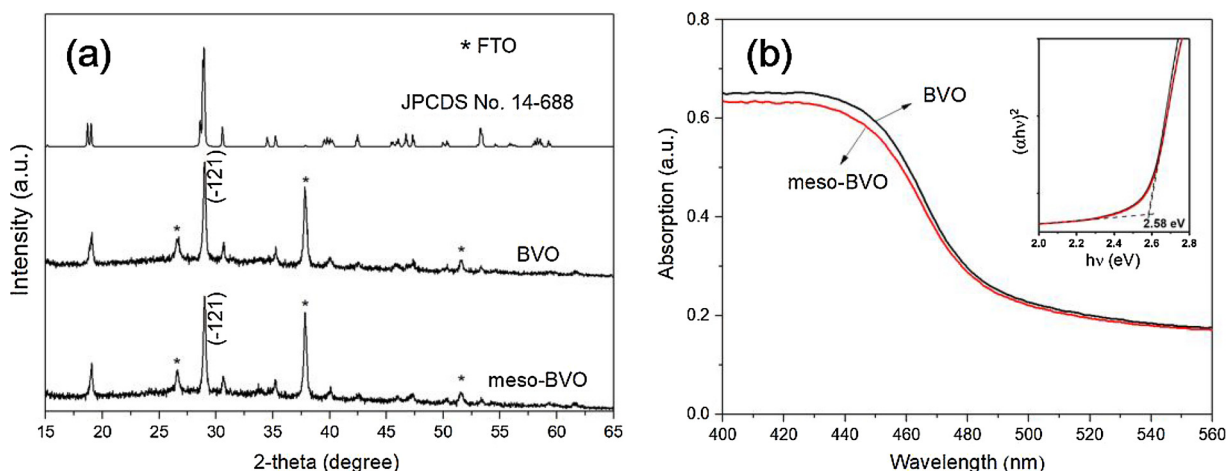 (a)
* FTO
JPCDS No. 14-688
(-121)
*
*
*
BVO
(-121)
*
*
*
meso-BVO
Intensity (a.u.)
15 20 25 30 35 40 45 50 55 60 65
2-theta (degree)
(b)
0.8
0.6
0.4
0.2
0.0
Absorption (a.u.)
BVO
meso-BVO
(αhν)²
2.58 eV
2.0 2.2 2.4 2.6 2.8
hν (eV)
400 420 440 460 480 500 520 540 560
Wavelength (nm)